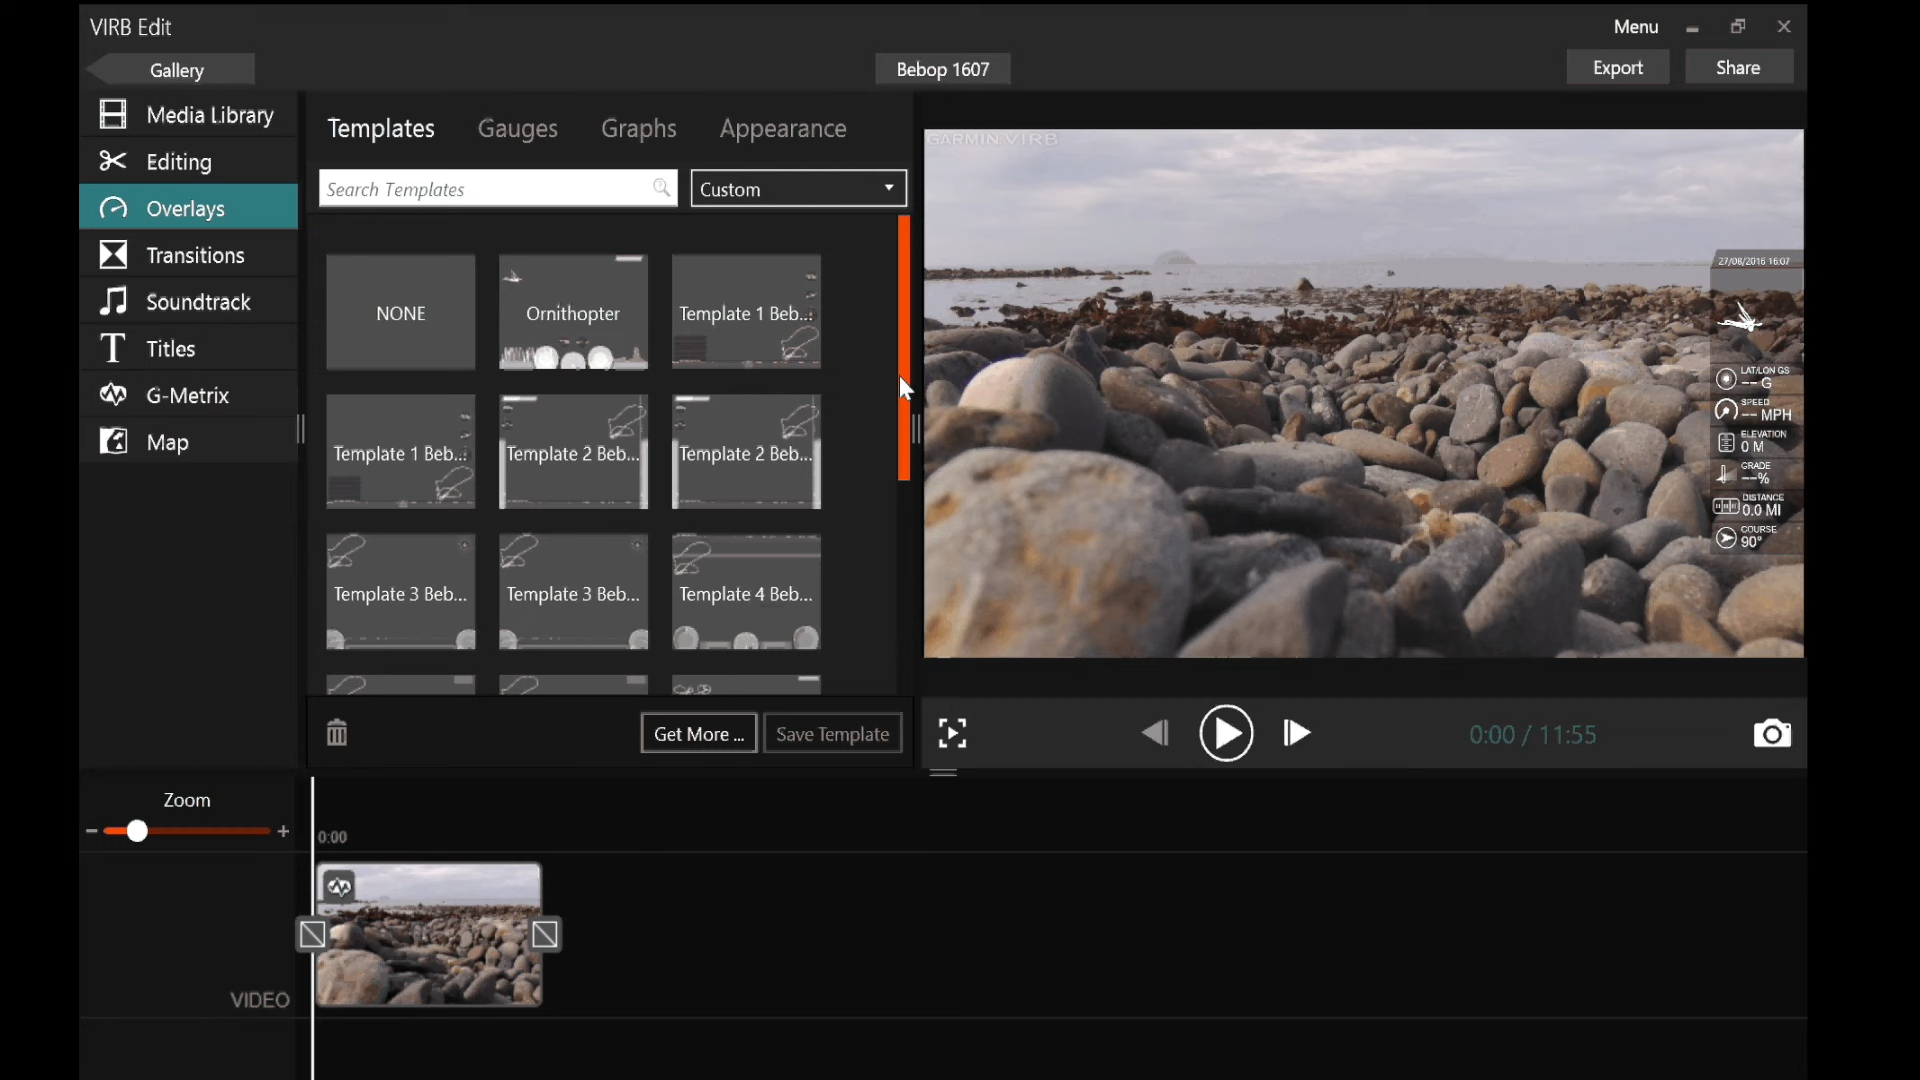 VIRB Edit
Menu
Gallery
Bebop 1607
Export
Share
Media Library
Editing
Overlays
Transitions
Soundtrack
Titles
G-Metrix
Map
Templates
Gauges
Graphs
Appearance
Search Templates
Custom
NONE
Ornithopter
Template 1 Beb...
Template 1 Beb...
Template 2 Beb...
Template 2 Beb...
Template 3 Beb...
Template 3 Beb...
Template 4 Beb...
Get More ...
Save Template
GARMIN VIRB
27/08/2016 16:07
LAT/LON GS
-- G
SPEED
-- MPH
ELEVATION
0 M
GRADE
--%
DISTANCE
0.0 MI
COURSE
90°
0:00 / 11:55
Zoom
0:00
VIDEO